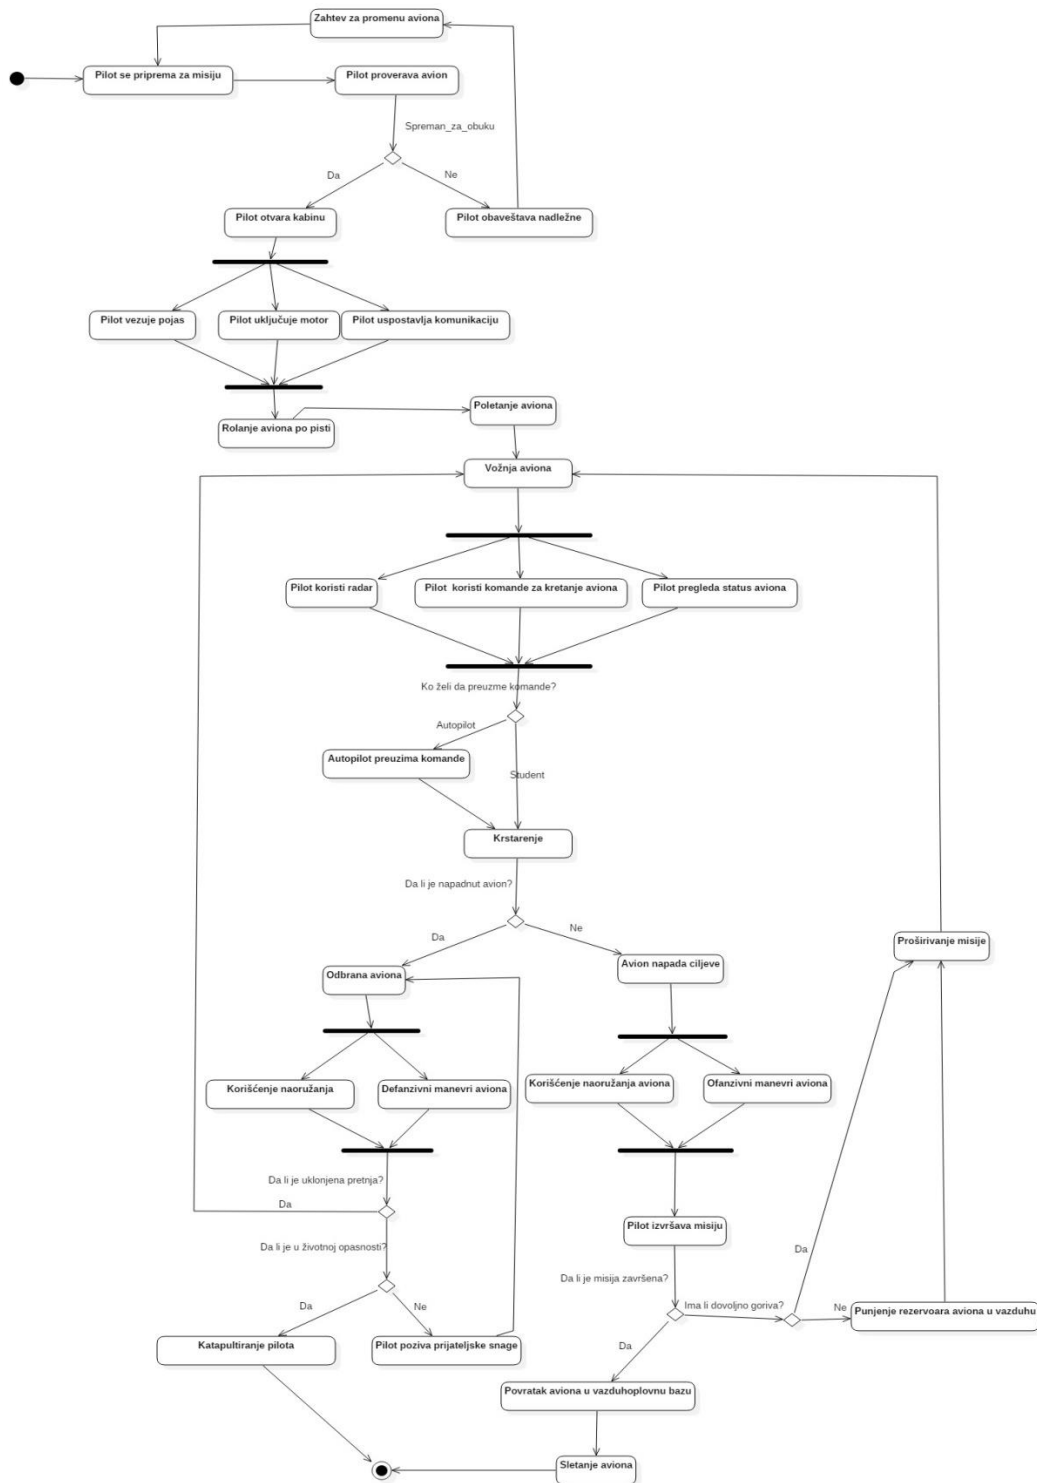 Zahtev za promenu aviona
Pilot se priprema za misiju
Pilot proverava avion
Spreman_za_obuku
Da
Ne
Pilot otvara kabinu
Pilot obaveštava nadležne
Pilot vezuje pojas
Pilot uključuje motor
Pilot uspostavlja komunikaciju
Poletanje aviona
Rolanje aviona po pisti
Vožnja aviona
Pilot koristi radar
Pilot  koristi komande za kretanje aviona
Pilot pregleda status aviona
Ko želi da preuzme komande?
Autopilot
Autopilot preuzima komande
Student
Krstarenje
Da li je napadnut avion?
Da
Ne
Proširivanje misije
Odbrana aviona
Avion napada ciljeve
Korišćenje naoružanja
Defanzivni manevri aviona
Korišćenje naoružanja aviona
Ofanzivni manevri aviona
Da li je uklonjena pretnja?
Da
Pilot izvršava misiju
Da li je u životnoj opasnosti?
Da
Da li je misija završena?
Da
Ne
Ima li dovoljno goriva?
Ne
Punjenje rezervoara aviona u vazduhu
Katapultiranje pilota
Pilot poziva prijateljske snage
Da
Povratak aviona u vazduhoplovnu bazu
Sletanje aviona